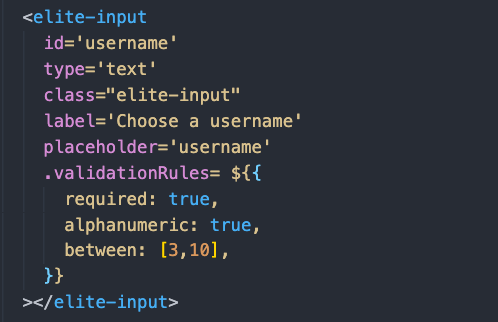 <elite-input
id='username'
type='text'
class="elite-input"
label='Choose a username'
placeholder='username'
.validationRules= ${{
required: true,
alphanumeric: true,
between: [3,10],
}}
></elite-input>